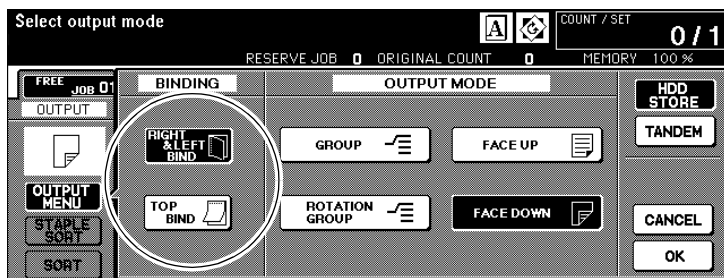 Select output mode
A
COUNT / SET
0 / 1
RESERVE JOB 0 ORIGINAL COUNT 0 MEMORY 100 %
FREE JOB 01
OUTPUT
OUTPUT
MENU
STAPLE
SORT
SORT
BINDING
RIGHT
&LEFT
BIND
TOP
BIND
OUTPUT MODE
GROUP
FACE UP
ROTATION
GROUP
FACE DOWN
HDD
STORE
TANDEM
CANCEL
OK